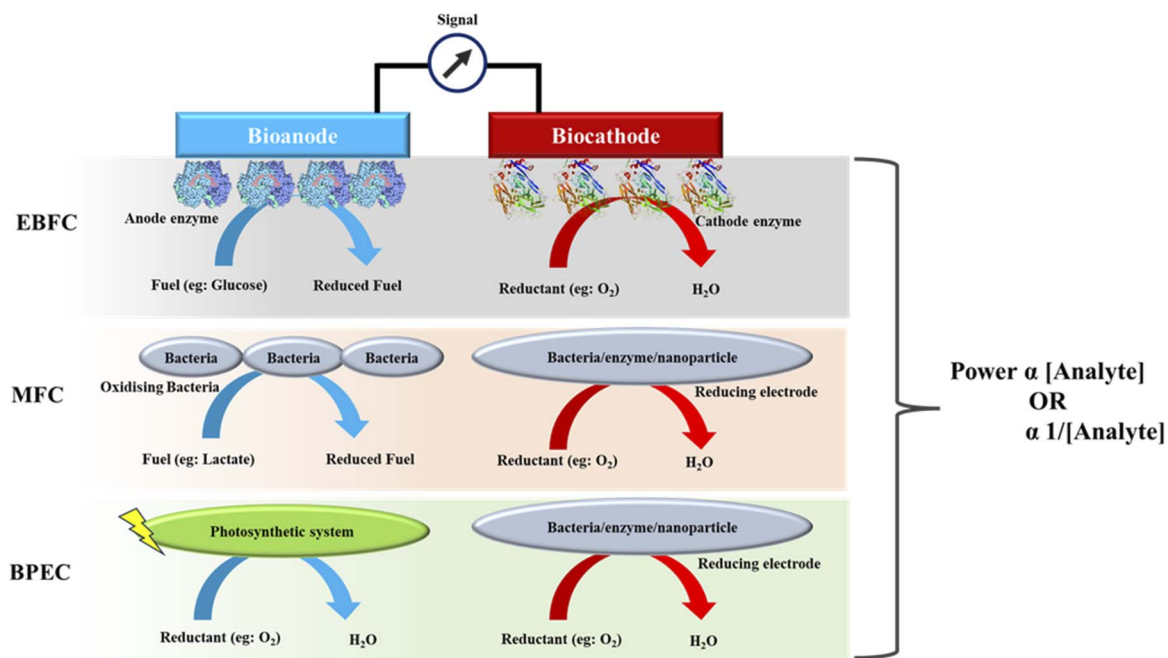 Signal
Bioanode
Biocathode
EBFC
Anode enzyme
Cathode enzyme
Fuel (eg: Glucose)
Reduced Fuel
Reductant (eg: O₂)
H₂O
MFC
Bacteria
Bacteria
Bacteria
Oxidising Bacteria
Bacteria/enzyme/nanoparticle
Reducing electrode
Fuel (eg: Lactate)
Reduced Fuel
Reductant (eg: O₂)
H₂O
BPEC
Photosynthetic system
Bacteria/enzyme/nanoparticle
Reducing electrode
Reductant (eg: O₂)
H₂O
Reductant (eg: O₂)
H₂O
Power α [Analyte]
OR
α 1/[Analyte]